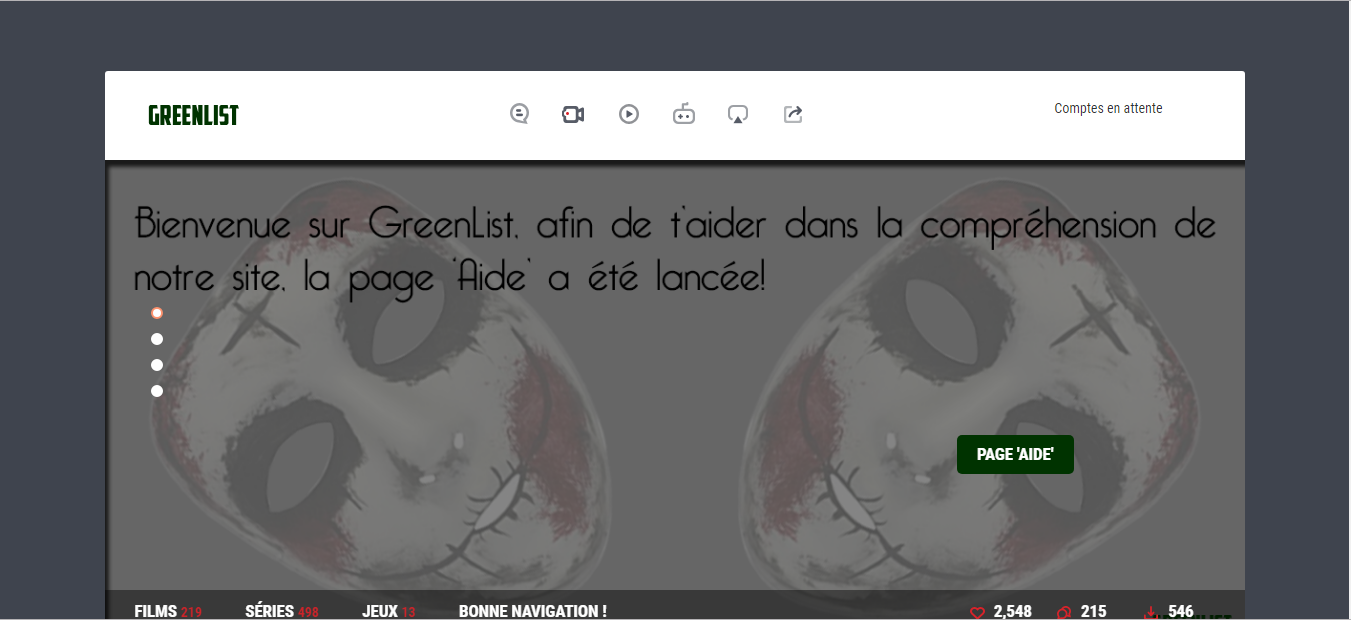 GREENLIST
Comptes en attente
Bienvenue sur GreenList, afin de t'aider dans la compréhension de
notre site, la page 'Aide' a été lancée!
PAGE 'AIDE'
FILMS 219 SÉRIES 498 JEUX 13 BONNE NAVIGATION ! 2,548 215 546